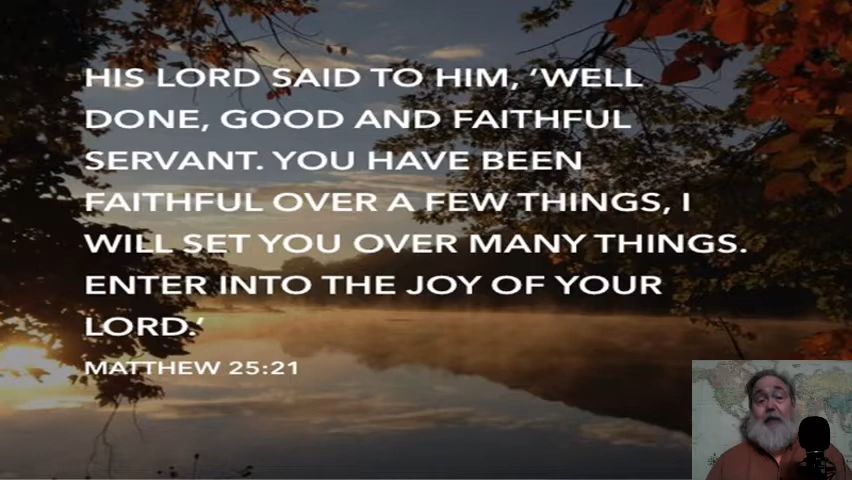 HIS LORD SAID TO HIM, ‘WELL
DONE, GOOD AND FAITHFUL
SERVANT. YOU HAVE BEEN
FAITHFUL OVER A FEW THINGS, I
WILL SET YOU OVER MANY THINGS.
ENTER INTO THE JOY OF YOUR
LORD.‘
MATTHEW 25:21